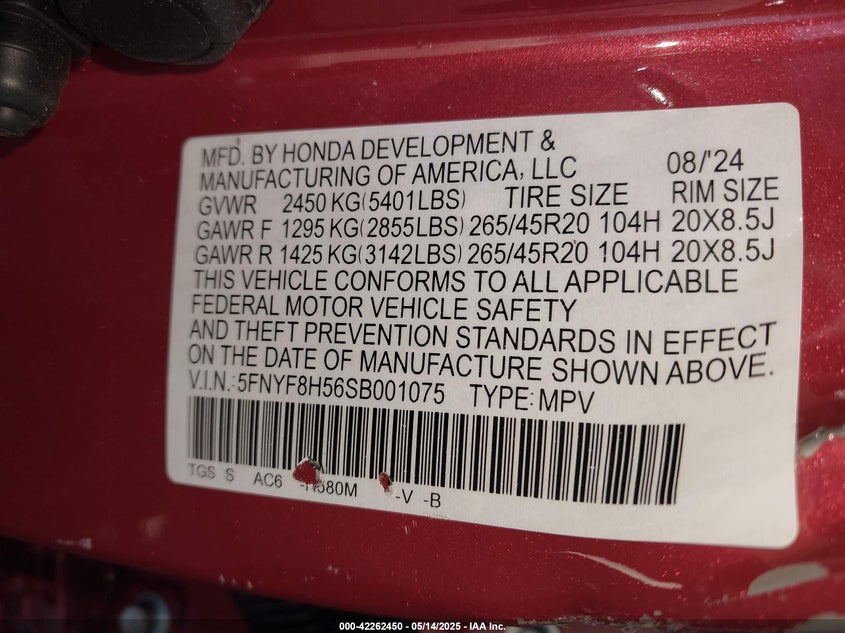 MFD. BY HONDA DEVELOPMENT &
MANUFACTURING OF AMERICA, LLC 08/'24
GVWR 2450 KG(5401LBS) TIRE SIZE RIM SIZE
GAWR F 1295 KG(2855LBS) 265/45R20 104H 20X8.5J
GAWR R 1425 KG(3142LBS) 265/45R20 104H 20X8.5J
THIS VEHICLE CONFORMS TO ALL APPLICABLE
FEDERAL MOTOR VEHICLE SAFETY
AND THEFT PREVENTION STANDARDS IN EFFECT
ON THE DATE OF MANUFACTURE SHOWN ABOVE.
V.I.N.: 5FNYF8H56SB001075 TYPE: MPV
TGS S AC6 -V -B
000-42262450 - 05/14/2025 - IAA Inc.